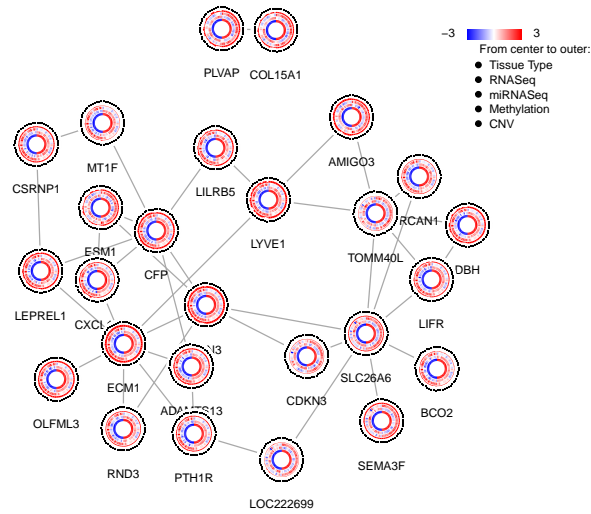 −3 3
From center to outer:
● Tissue Type
● RNASeq
● miRNASeq
● Methylation
● CNV
PLVAP COL15A1
AMIGO3
MT1F
CSRNP1
LILRB5
RCAN1
LYVE1
ESM1
TOMM40L
DBH
CFP
LEPREL1
LIFR
ECM1
CDKN3
SLC26A6
ADAMTS13
BCO2
OLFML3
SEMA3F
RND3
PTH1R
LOC222699